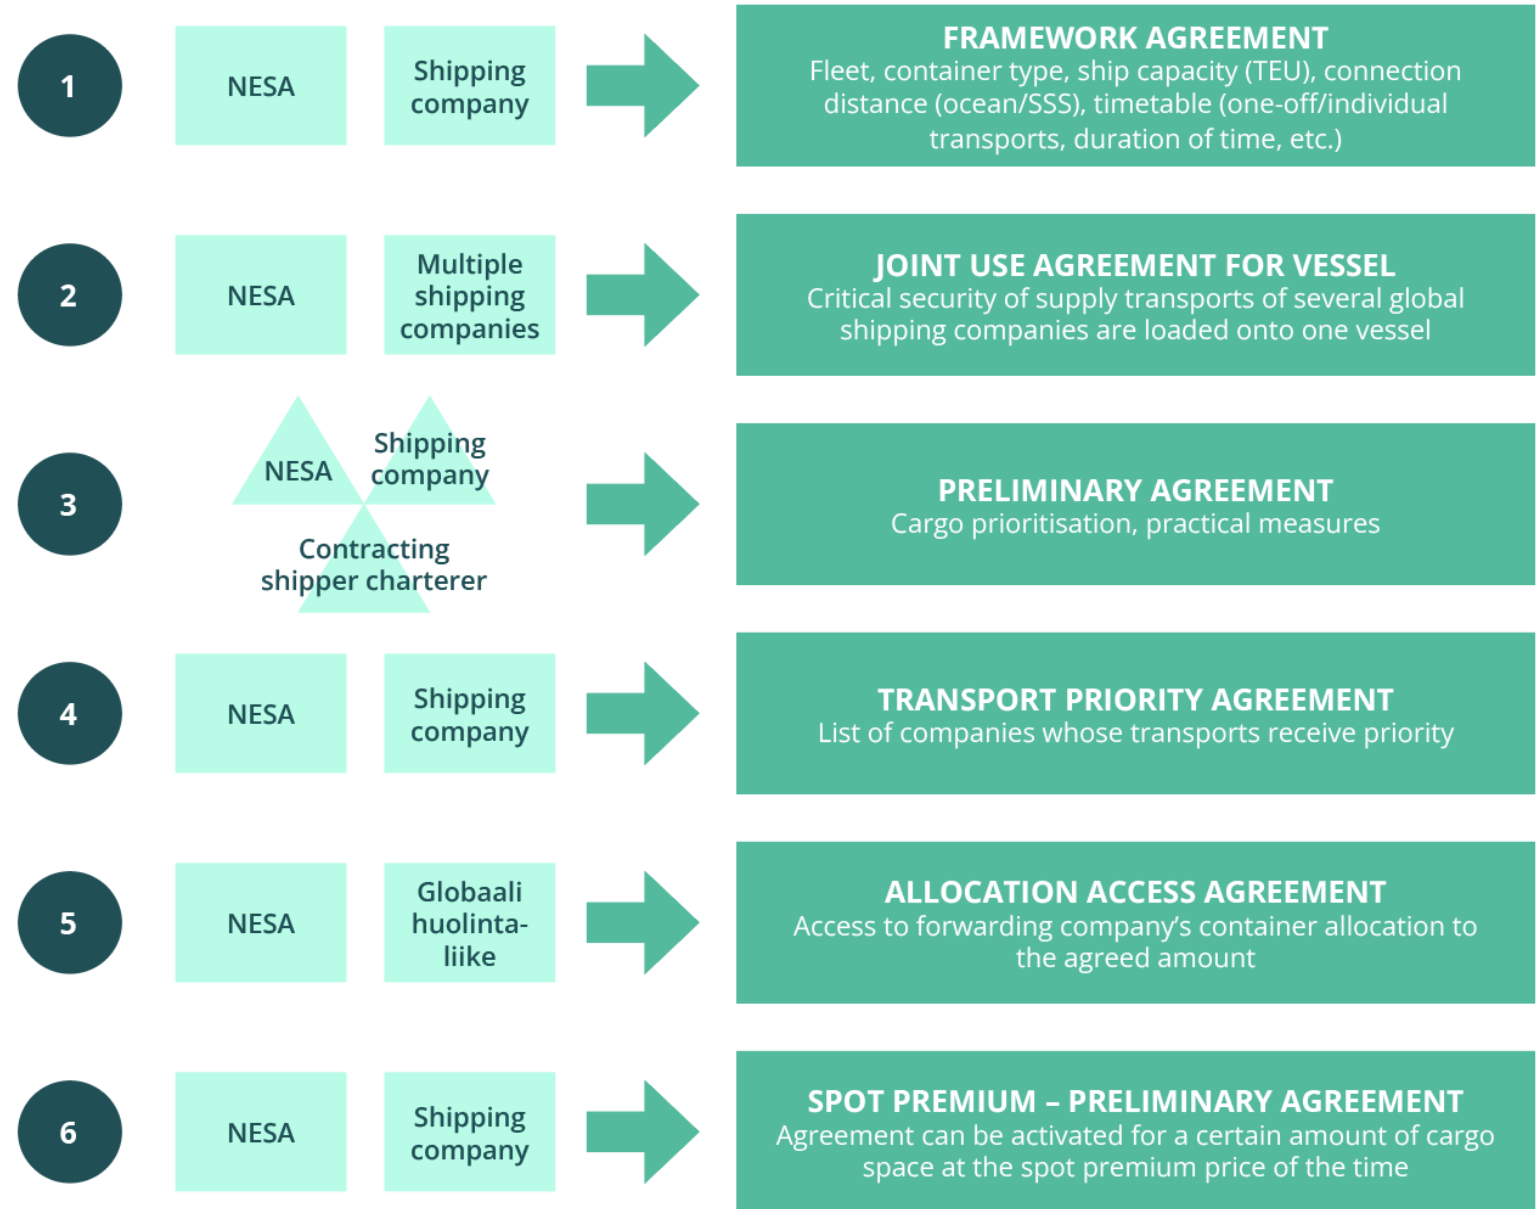 1
NESA
Shipping
company
FRAMEWORK AGREEMENT
Fleet, container type, ship capacity (TEU), connection
distance (ocean/SSS), timetable (one-off/individual
transports, duration of time, etc.)
2
NESA
Multiple
shipping
companies
JOINT USE AGREEMENT FOR VESSEL
Critical security of supply transports of several global
shipping companies are loaded onto one vessel
3
NESA
Shipping
company
Contracting
shipper charterer
PRELIMINARY AGREEMENT
Cargo prioritisation, practical measures
4
NESA
Shipping
company
TRANSPORT PRIORITY AGREEMENT
List of companies whose transports receive priority
5
NESA
Globaali
huolinta-
liike
ALLOCATION ACCESS AGREEMENT
Access to forwarding company’s container allocation to
the agreed amount
6
NESA
Shipping
company
SPOT PREMIUM – PRELIMINARY AGREEMENT
Agreement can be activated for a certain amount of cargo
space at the spot premium price of the time